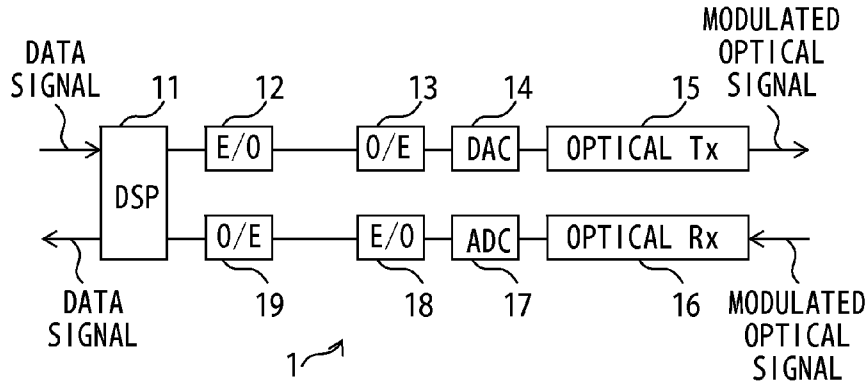 DATA
SIGNAL
MODULATED
OPTICAL
SIGNAL
11
12
13
14
15
DSP
E/O
O/E
DAC
OPTICAL Tx
O/E
E/O
ADC
OPTICAL Rx
19
18
17
16
DATA
SIGNAL
MODULATED
OPTICAL
SIGNAL
1